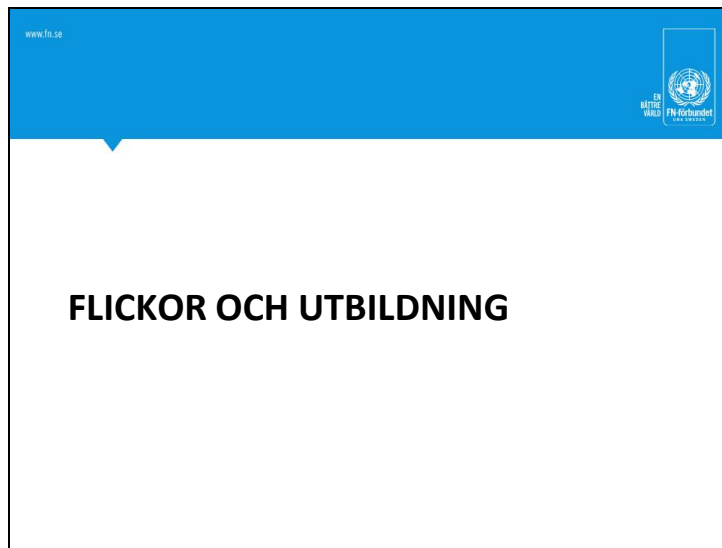 www.fn.se
EN
BÄTTRE
VÄRLD
FN-förbundet
UNA SWEDEN
FLICKOR OCH UTBILDNING